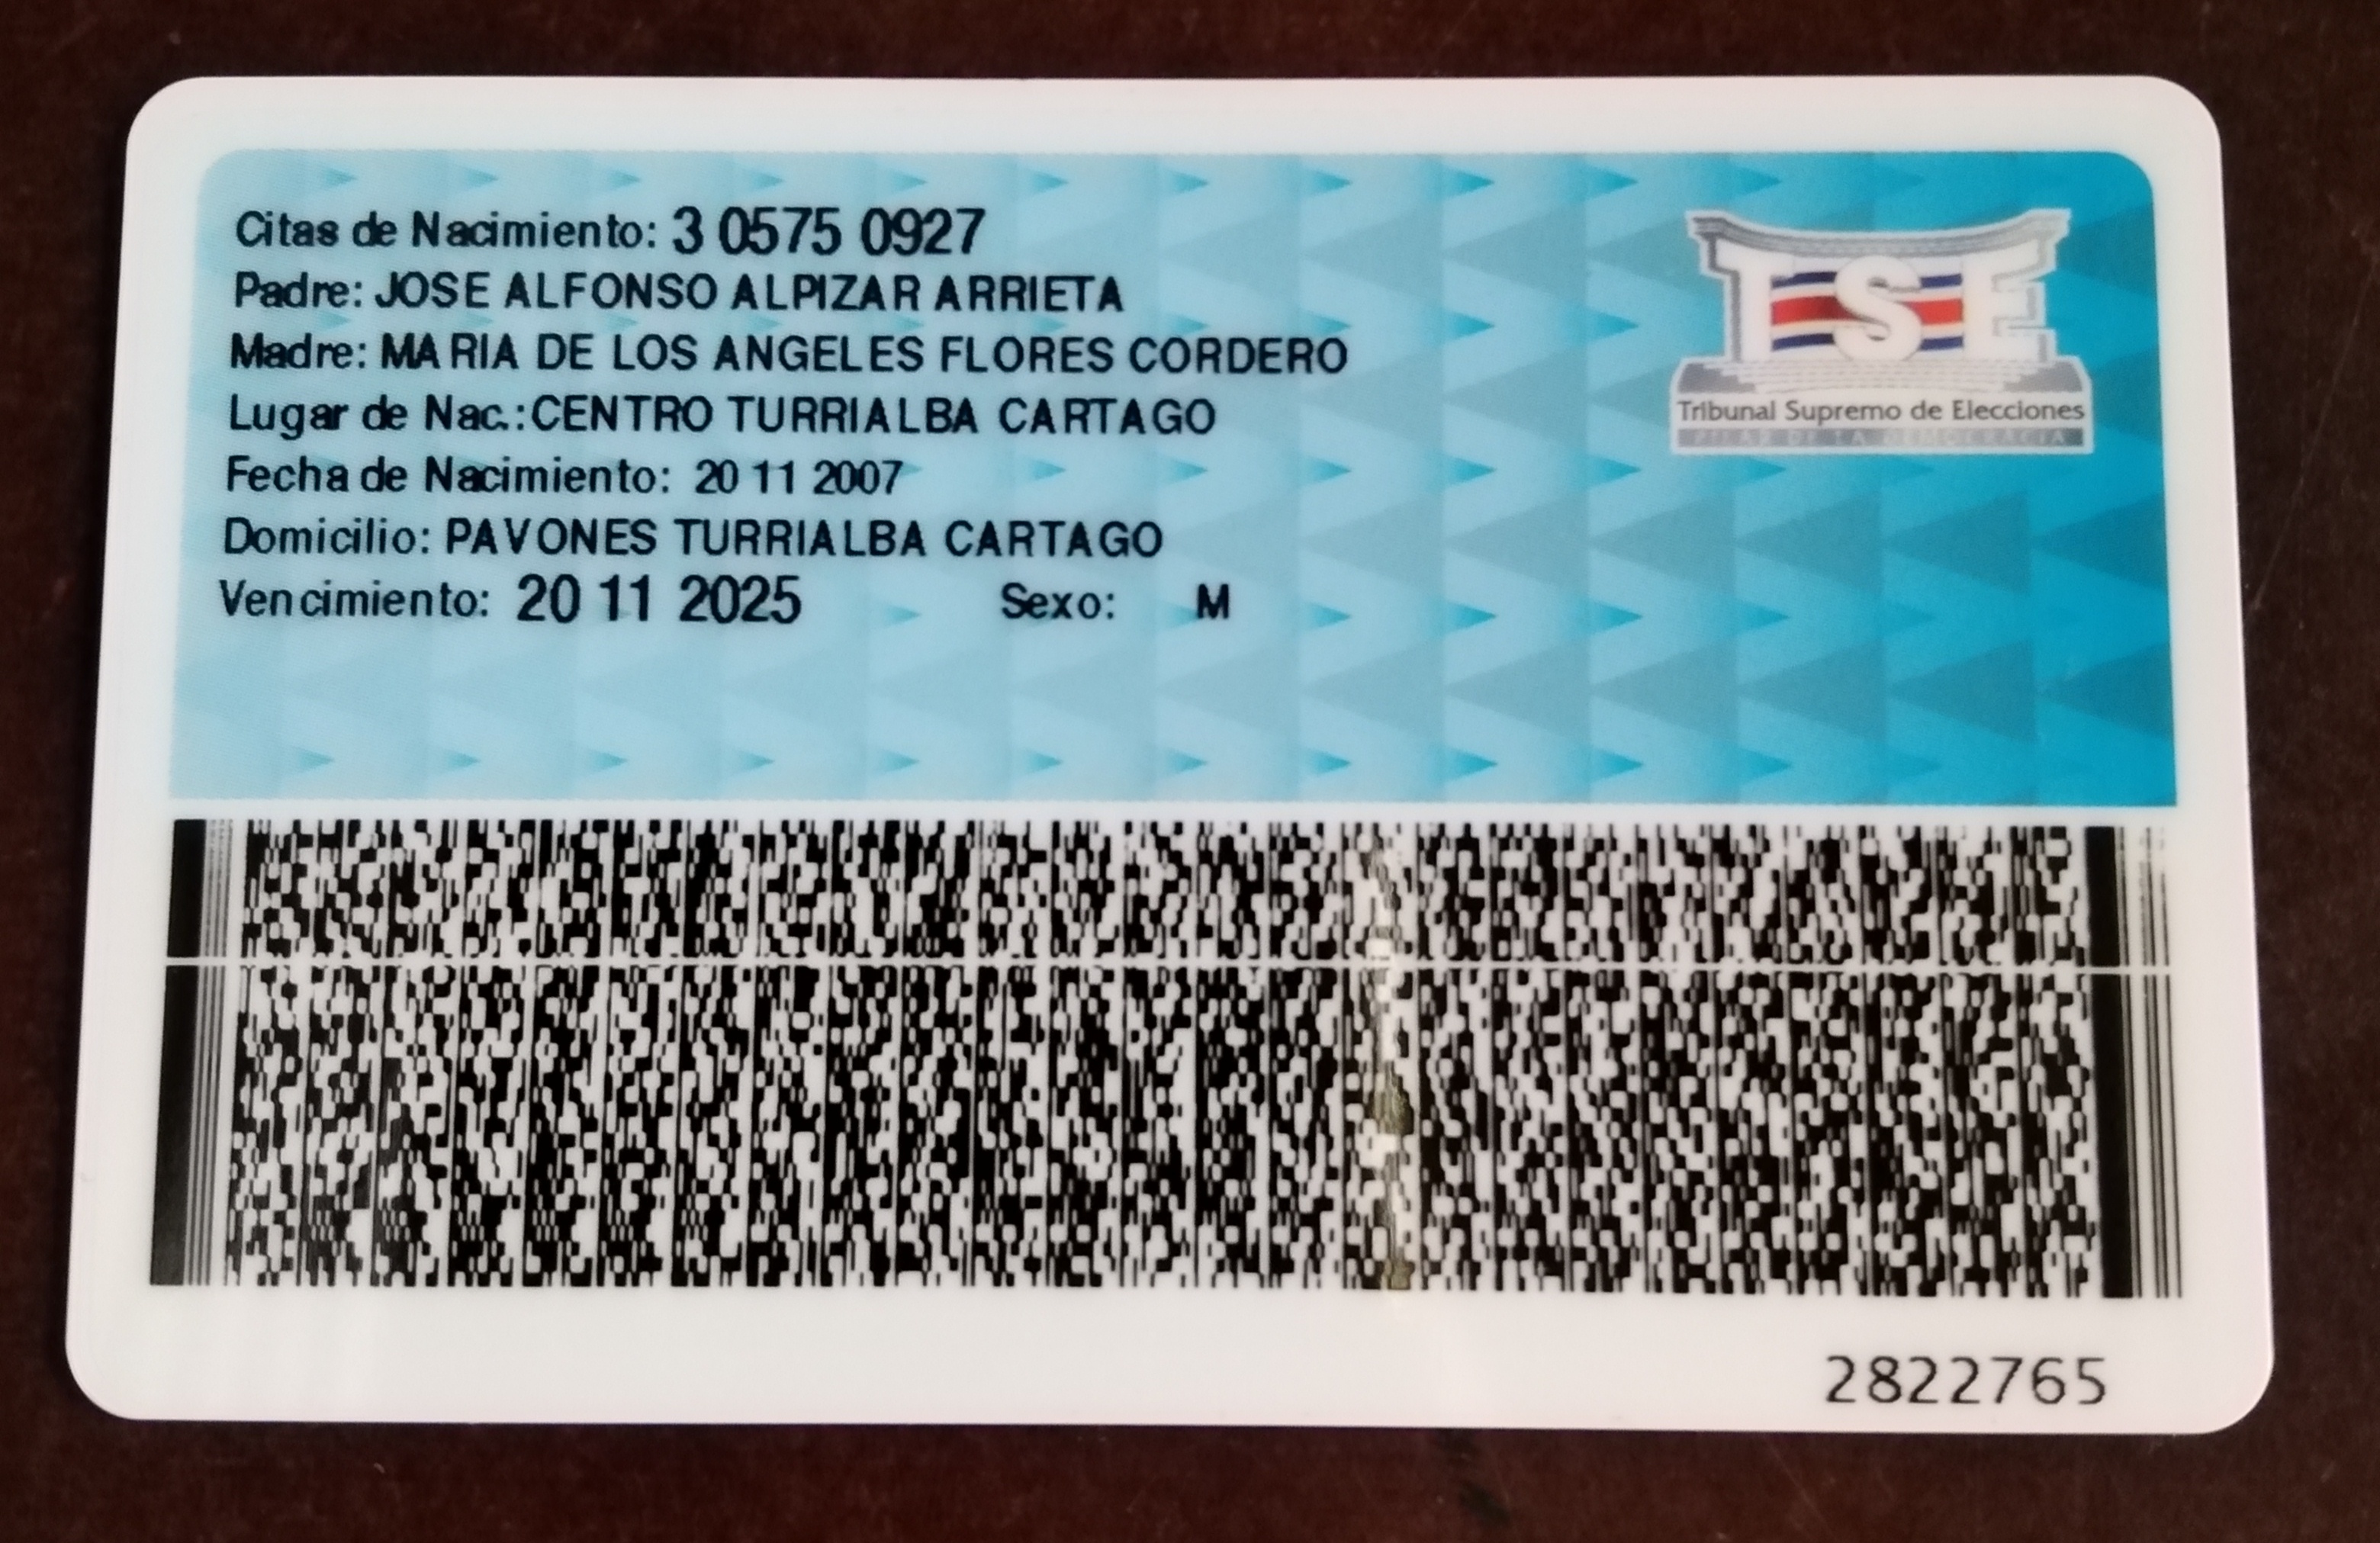 Citas de Nacimiento: 3 0575 0927
Padre: JOSE ALFONSO ALPIZAR ARRIETA
Madre: MARIA DE LOS ANGELES FLORES CORDERO
Lugar de Nac.:CENTRO TURRIALBA CARTAGO
Fecha de Nacimiento: 20 11 2007
Domicilio: PAVONES TURRIALBA CARTAGO
Vencimiento: 20 11 2025 Sexo: M
TSE
Tribunal Supremo de Elecciones
PILAR DE LA DEMOCRACIA
2822765